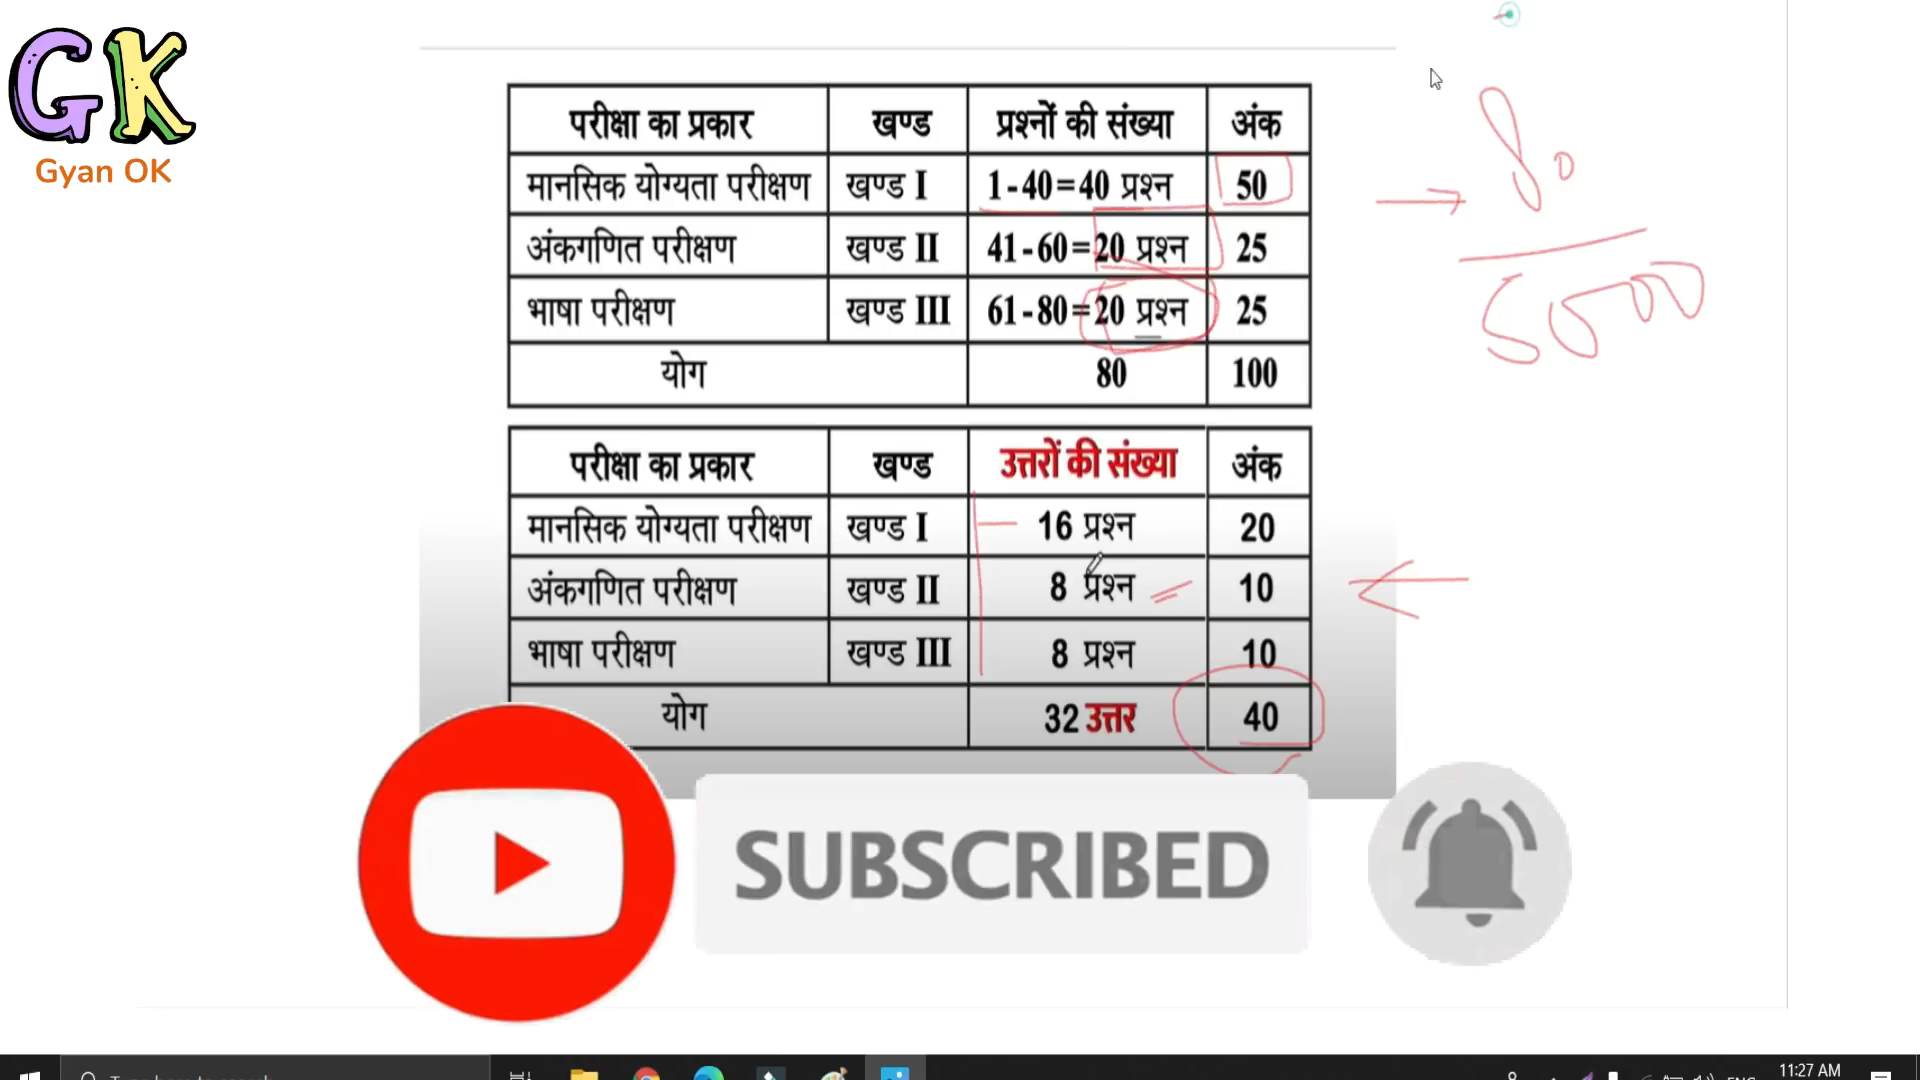 GK
Gyan OK
परीक्षा का प्रकार खण्ड प्रश्नों की संख्या अंक
मानसिक योग्यता परीक्षण खण्ड I 1-40=40 प्रश्न 50
अंकगणित परीक्षण खण्ड II 41-60=20 प्रश्न 25
भाषा परीक्षण खण्ड III 61-80=20 प्रश्न 25
योग 80 100
80
5000
परीक्षा का प्रकार खण्ड उत्तरों की संख्या अंक
मानसिक योग्यता परीक्षण खण्ड I 16 प्रश्न 20
अंकगणित परीक्षण खण्ड II 8 प्रश्न 10
भाषा परीक्षण खण्ड III 8 प्रश्न 10
योग 32 उत्तर 40
SUBSCRIBED
11:27 AM